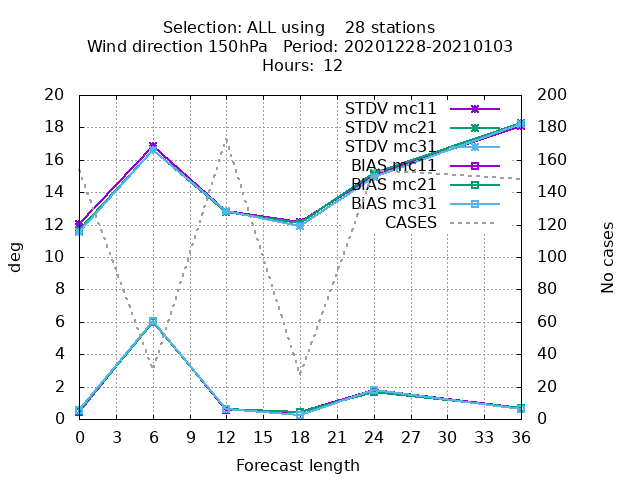 Selection: ALL using    28 stations
Wind direction 150hPa   Period: 20201228-20210103
Hours:  12
deg
No cases
20
18
16
14
12
10
8
6
4
2
0
200
180
160
140
120
100
80
60
40
20
0
STDV mc11
STDV mc21
STDV mc31
BIAS mc11
BIAS mc21
BIAS mc31
CASES
0 3 6 9 12 15 18 21 24 27 30 33 36
Forecast length